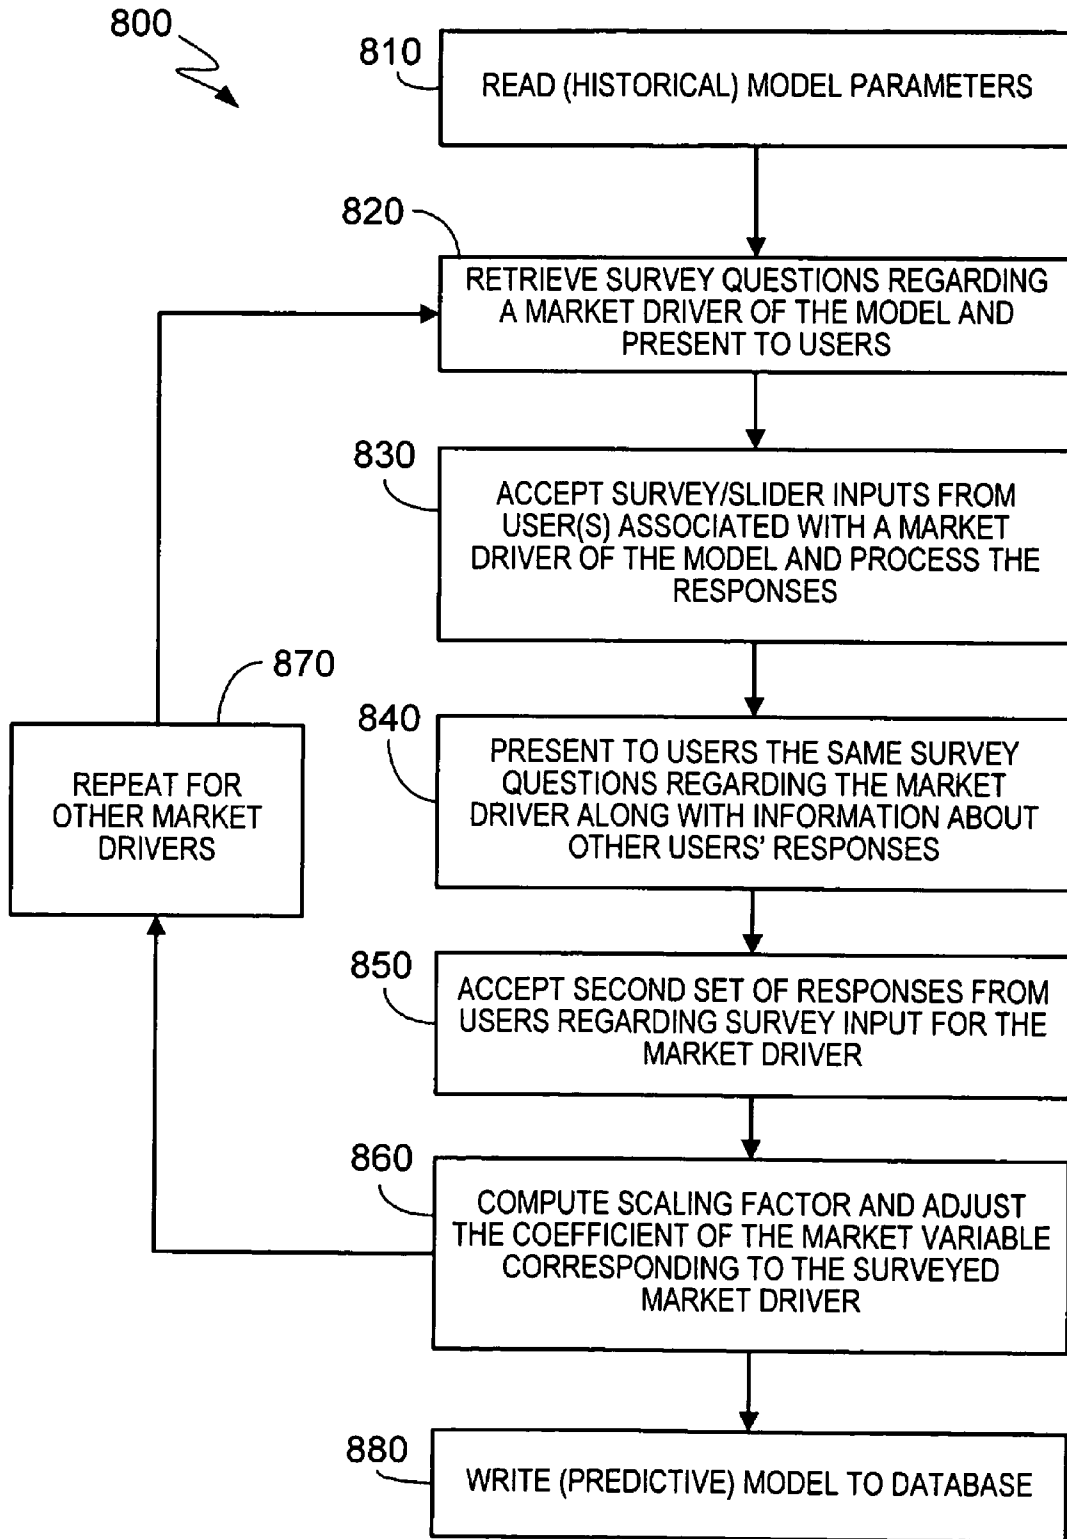 800
810
READ (HISTORICAL) MODEL PARAMETERS
820
RETRIEVE SURVEY QUESTIONS REGARDING
A MARKET DRIVER OF THE MODEL AND
PRESENT TO USERS
830
ACCEPT SURVEY/SLIDER INPUTS FROM
USER(S) ASSOCIATED WITH A MARKET
DRIVER OF THE MODEL AND PROCESS THE
RESPONSES
870
REPEAT FOR
OTHER MARKET
DRIVERS
840
PRESENT TO USERS THE SAME SURVEY
QUESTIONS REGARDING THE MARKET
DRIVER ALONG WITH INFORMATION ABOUT
OTHER USERS' RESPONSES
850
ACCEPT SECOND SET OF RESPONSES FROM
USERS REGARDING SURVEY INPUT FOR THE
MARKET DRIVER
860
COMPUTE SCALING FACTOR AND ADJUST
THE COEFFICIENT OF THE MARKET VARIABLE
CORRESPONDING TO THE SURVEYED
MARKET DRIVER
880
WRITE (PREDICTIVE) MODEL TO DATABASE